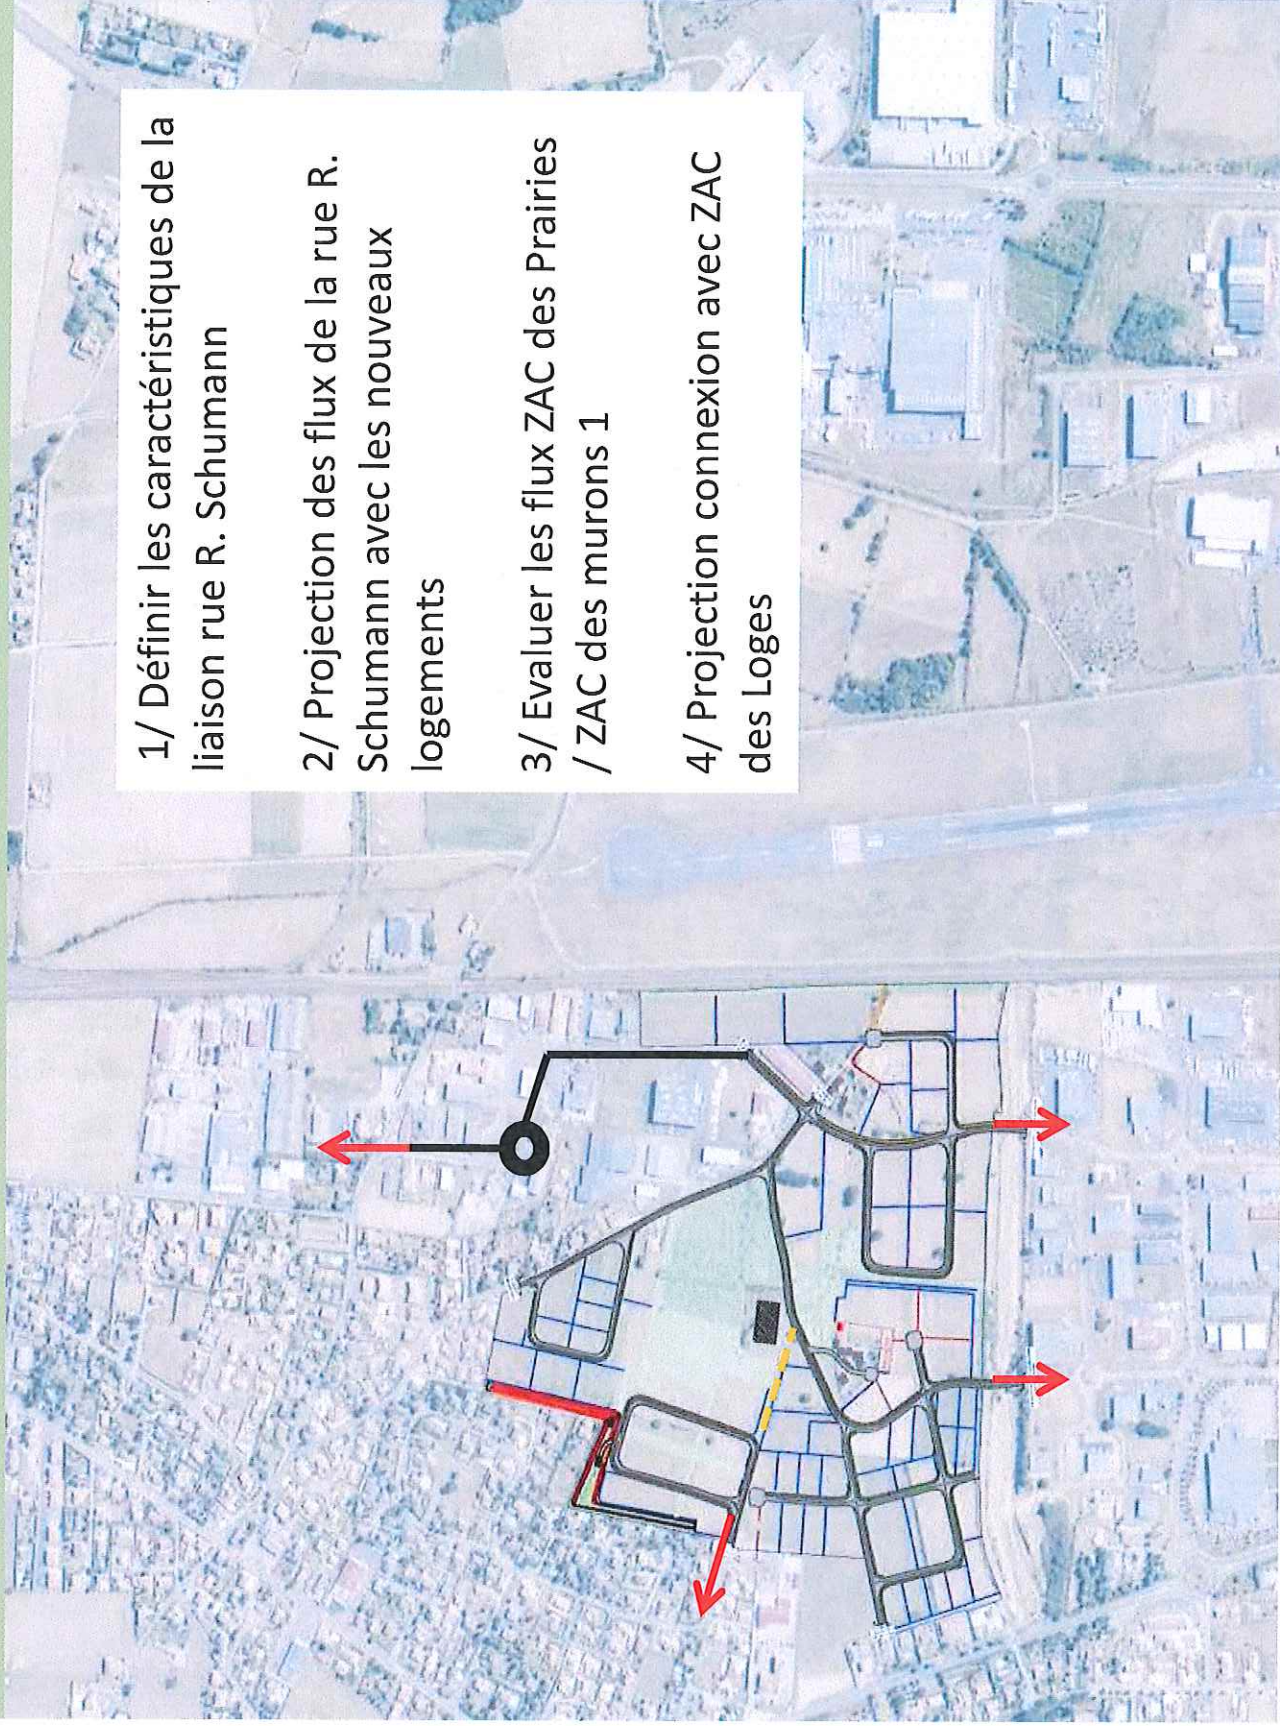 1/ Définir les caractéristiques de la
liaison rue R. Schumann
2/ Projection des flux de la rue R.
Schumann avec les nouveaux
logements
3/ Evaluer les flux ZAC des Prairies
/ ZAC des murons 1
4/ Projection connexion avec ZAC
des Loges